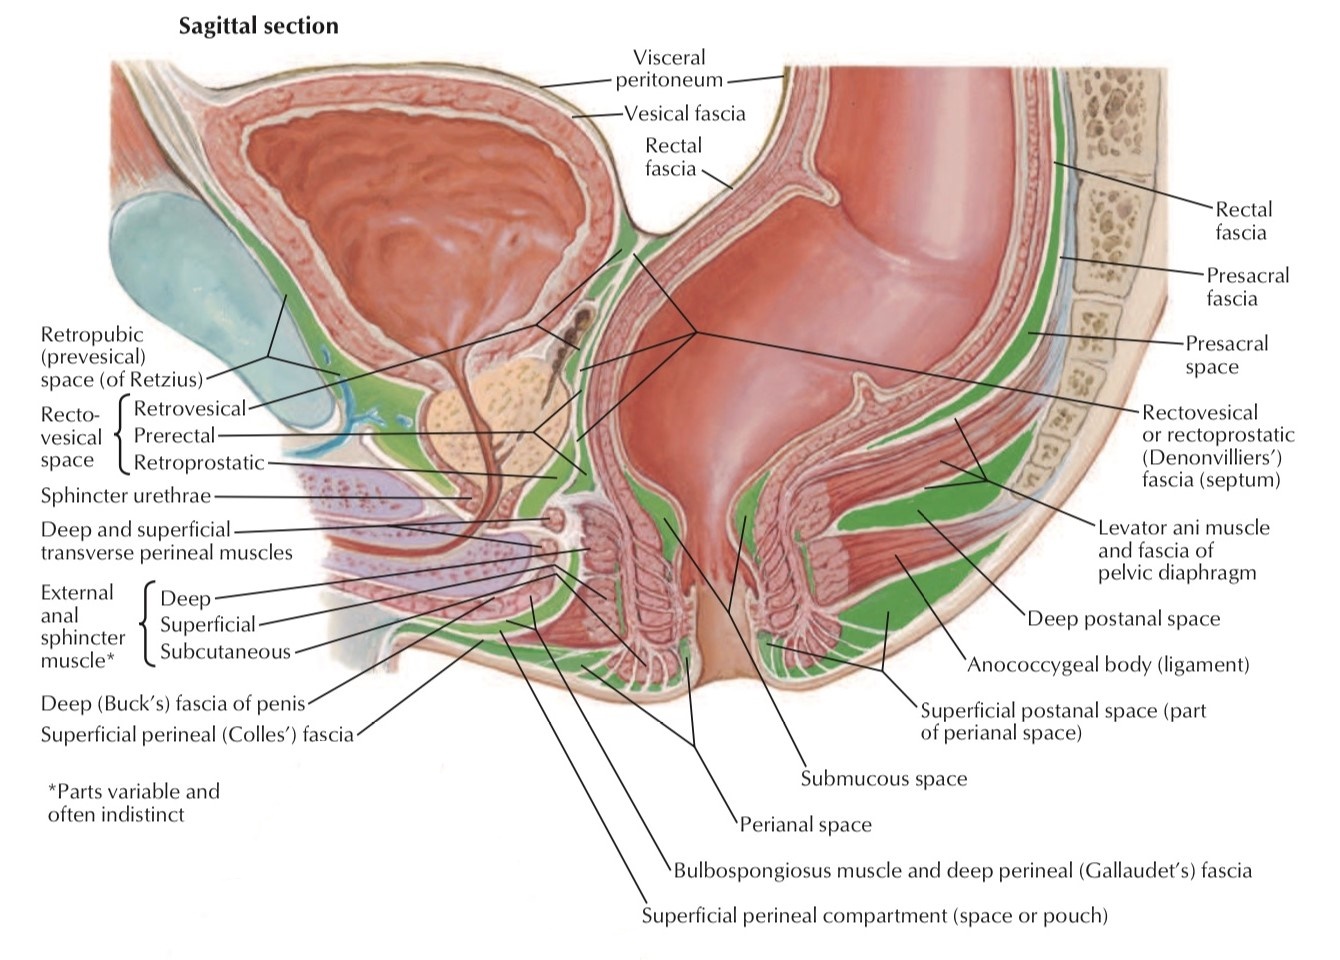 Sagittal section
Visceral
peritoneum
Vesical fascia
Rectal
fascia
Rectal
fascia
Presacral
fascia
Presacral
space
Rectovesical
or rectoprostatic
(Denonvilliers’)
fascia (septum)
Levator ani muscle
and fascia of
pelvic diaphragm
Deep postanal space
Anococcygeal body (ligament)
Superficial postanal space (part
of perianal space)
Submucous space
Perianal space
Bulbospongiosus muscle and deep perineal (Gallaudet’s) fascia
Superficial perineal compartment (space or pouch)
Retropubic
(prevesical)
space (of Retzius)
Recto-
vesical
space
Retrovesical
Prerectal
Retroprostatic
Sphincter urethrae
Deep and superficial
transverse perineal muscles
External
anal
sphincter
muscle*
Deep
Superficial
Subcutaneous
Deep (Buck’s) fascia of penis
Superficial perineal (Colles’) fascia
*Parts variable and
often indistinct